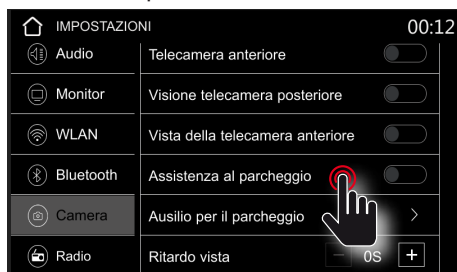 IMPOSTAZIONI 00:12
Audio Telecamera anteriore
Monitor Visione telecamera posteriore
WLAN Vista della telecamera anteriore
Bluetooth Assistenza al parcheggio
Camera Ausilio per il parcheggio >
Radio Ritardo vista − 0S +